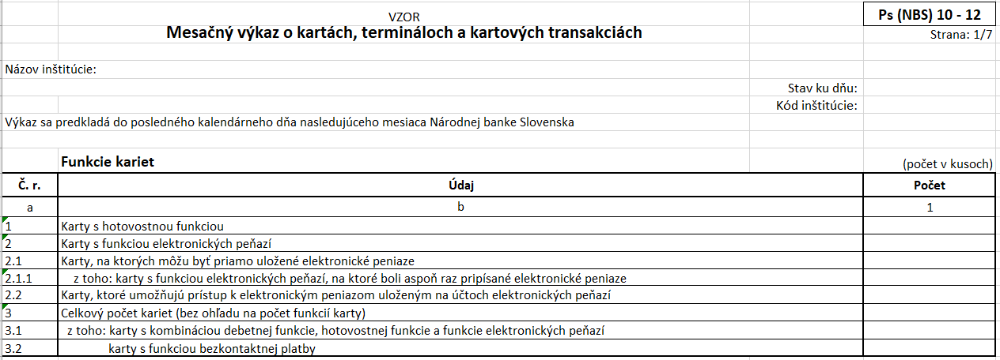 VZOR
Ps (NBS) 10 - 12
Mesačný výkaz o kartách, termináloch a kartových transakciách
Strana: 1/7
Názov inštitúcie:
Stav ku dňu:
Kód inštitúcie:
Výkaz sa predkladá do posledného kalendárneho dňa nasledujúceho mesiaca Národnej banke Slovenska
Funkcie kariet (počet v kusoch)
Č. r. Údaj Počet
a b 1
1 Karty s hotovostnou funkciou
2 Karty s funkciou elektronických peňazí
2.1 Karty, na ktorých môžu byť priamo uložené elektronické peniaze
2.1.1 z toho: karty s funkciou elektronických peňazí, na ktoré boli aspoň raz pripísané elektronické peniaze
2.2 Karty, ktoré umožňujú prístup k elektronickým peniazom uloženým na účtoch elektronických peňazí
3 Celkový počet kariet (bez ohľadu na počet funkcií karty)
3.1 z toho: karty s kombináciou debetnej funkcie, hotovostnej funkcie a funkcie elektronických peňazí
3.2 karty s funkciou bezkontaktnej platby